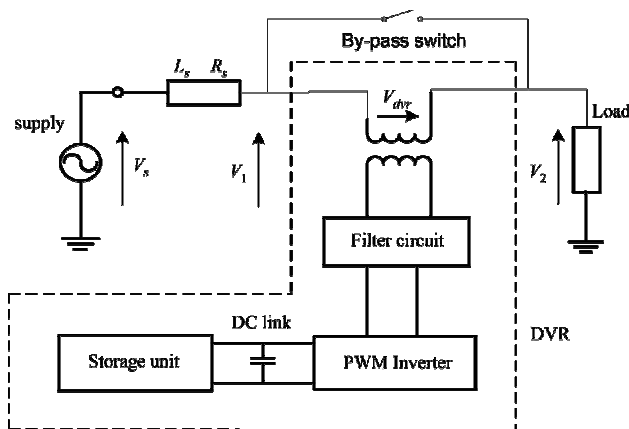 By-pass switch
Ls Rs
Vdvr
Load
supply
Vs
V1
V2
Filter circuit
DC link
DVR
Storage unit
PWM Inverter